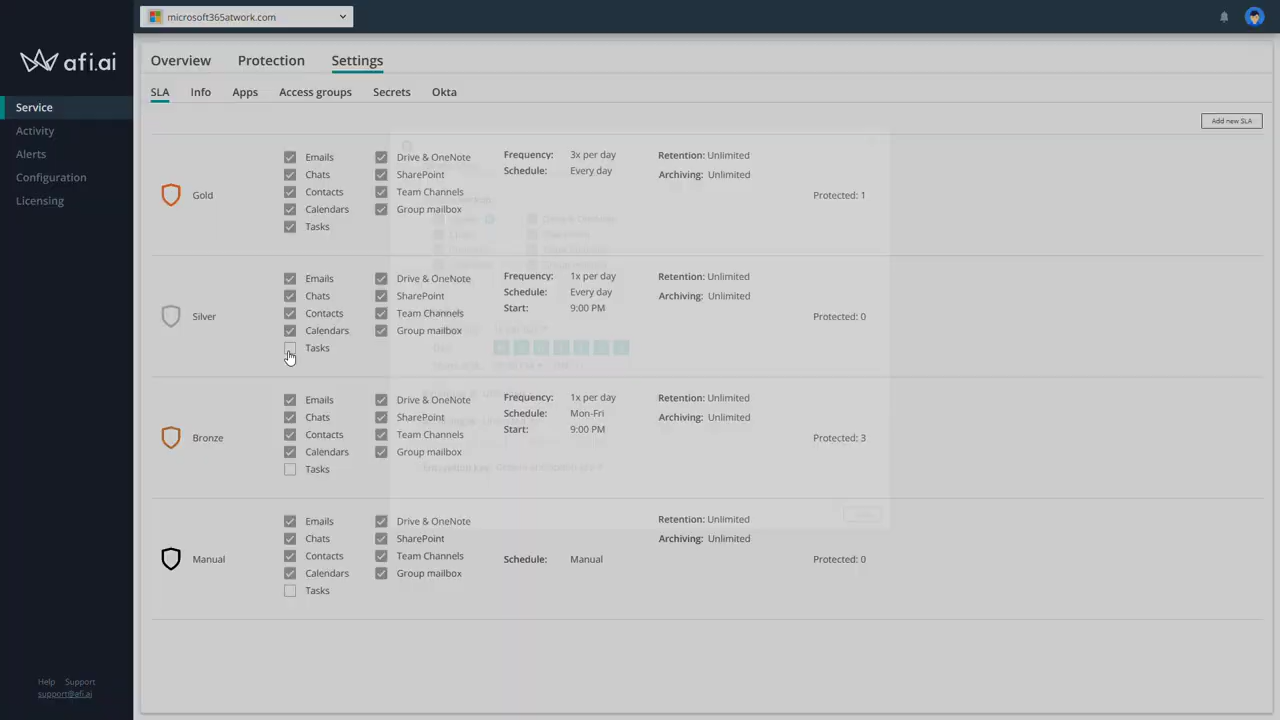 microsoft365atwork.com
afi.ai
Service
Activity
Alerts
Configuration
Licensing
Help Support
support@afi.ai
Overview Protection Settings
SLA Info Apps Access groups Secrets Okta
Add new SLA
Gold
Emails Drive & OneNote
Chats SharePoint
Contacts Team Channels
Calendars Group mailbox
Tasks
Frequency: 3x per day
Schedule: Every day
Retention: Unlimited
Archiving: Unlimited
Protected: 1
Silver
Emails Drive & OneNote
Chats SharePoint
Contacts Team Channels
Calendars Group mailbox
Tasks
Frequency: 1x per day
Schedule: Every day
Start: 9:00 PM
Retention: Unlimited
Archiving: Unlimited
Protected: 0
Bronze
Emails Drive & OneNote
Chats SharePoint
Contacts Team Channels
Calendars Group mailbox
Tasks
Frequency: 1x per day
Schedule: Mon-Fri
Start: 9:00 PM
Retention: Unlimited
Archiving: Unlimited
Protected: 3
Manual
Emails Drive & OneNote
Chats SharePoint
Contacts Team Channels
Calendars Group mailbox
Tasks
Schedule: Manual
Retention: Unlimited
Archiving: Unlimited
Protected: 0